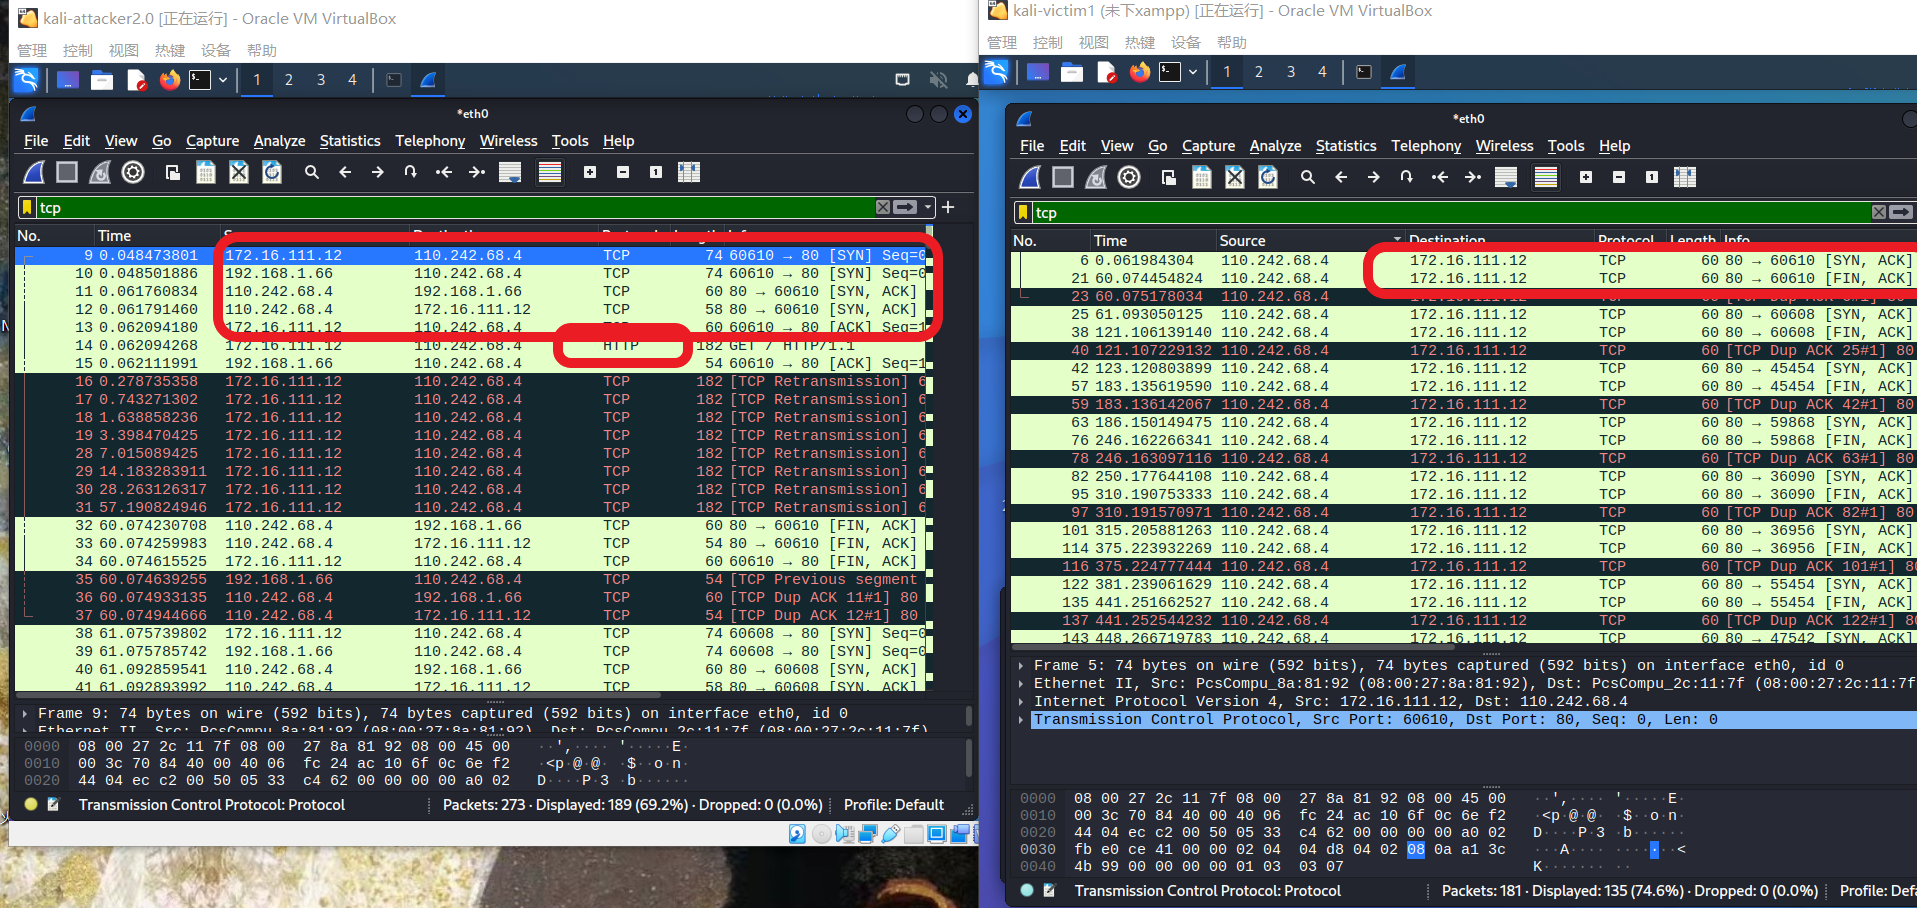 kali-attacker2.0 [正在运行] - Oracle VM VirtualBox
管理 控制 视图 热键 设备 帮助
1 2 3 4
*eth0
File Edit View Go Capture Analyze Statistics Telephony Wireless Tools Help
tcp
No. Time
9 0.048473801 172.16.111.12 110.242.68.4 TCP 74 60610 → 80 [SYN] Seq=0
10 0.048501886 192.168.1.66 110.242.68.4 TCP 74 60610 → 80 [SYN] Seq=0
11 0.061760834 110.242.68.4 192.168.1.66 TCP 60 80 → 60610 [SYN, ACK]
12 0.061791460 110.242.68.4 172.16.111.12 TCP 58 80 → 60610 [SYN, ACK]
13 0.062094180 172.16.111.12 110.242.68.4 TCP 60 60610 → 80 [ACK] Seq=1
14 0.062094268 172.16.111.12 110.242.68.4 HTTP 182 GET / HTTP/1.1
15 0.062111991 192.168.1.66 110.242.68.4 TCP 54 60610 → 80 [ACK] Seq=1
16 0.278735358 172.16.111.12 110.242.68.4 TCP 182 [TCP Retransmission] 6
17 0.743271302 172.16.111.12 110.242.68.4 TCP 182 [TCP Retransmission] 6
18 1.638858236 172.16.111.12 110.242.68.4 TCP 182 [TCP Retransmission] 6
19 3.398470425 172.16.111.12 110.242.68.4 TCP 182 [TCP Retransmission] 6
28 7.015089425 172.16.111.12 110.242.68.4 TCP 182 [TCP Retransmission] 6
29 14.183283911 172.16.111.12 110.242.68.4 TCP 182 [TCP Retransmission] 6
30 28.263126317 172.16.111.12 110.242.68.4 TCP 182 [TCP Retransmission] 6
31 57.190824946 172.16.111.12 110.242.68.4 TCP 182 [TCP Retransmission] 6
32 60.074230708 110.242.68.4 192.168.1.66 TCP 60 80 → 60610 [FIN, ACK]
33 60.074259983 110.242.68.4 172.16.111.12 TCP 54 80 → 60610 [FIN, ACK]
34 60.074615525 172.16.111.12 110.242.68.4 TCP 60 60610 → 80 [FIN, ACK]
35 60.074639255 192.168.1.66 110.242.68.4 TCP 54 [TCP Previous segment
36 60.074933135 110.242.68.4 192.168.1.66 TCP 60 [TCP Dup ACK 11#1] 80
37 60.074944666 110.242.68.4 172.16.111.12 TCP 54 [TCP Dup ACK 12#1] 80
38 61.075739802 172.16.111.12 110.242.68.4 TCP 74 60608 → 80 [SYN] Seq=0
39 61.075785742 192.168.1.66 110.242.68.4 TCP 74 60608 → 80 [SYN] Seq=0
40 61.092859541 110.242.68.4 192.168.1.66 TCP 60 80 → 60608 [SYN, ACK]
41 61.092893992 110.242.68.4 172.16.111.12 TCP 58 80 → 60608 [SYN, ACK]
Frame 9: 74 bytes on wire (592 bits), 74 bytes captured (592 bits) on interface eth0, id 0
Ethernet II, Src: PcsCompu_8a:81:92 (08:00:27:8a:81:92), Dst: PcsCompu_2c:11:7f (08:00:27:2c:11:7f)
0000 08 00 27 2c 11 7f 08 00 27 8a 81 92 08 00 45 00 ··',···· '·····E·
0010 00 3c 70 84 40 00 40 06 fc 24 ac 10 6f 0c 6e f2 ·<p·@·@· ·$··o·n·
0020 44 04 ec c2 00 50 05 33 c4 62 00 00 00 00 a0 02 D····P·3 ·b······
Transmission Control Protocol: Protocol
Packets: 273 · Displayed: 189 (69.2%) · Dropped: 0 (0.0%)
Profile: Default
kali-victim1 (未下xampp) [正在运行] - Oracle VM VirtualBox
管理 控制 视图 热键 设备 帮助
1 2 3 4
*eth0
File Edit View Go Capture Analyze Statistics Telephony Wireless Tools Help
tcp
No. Time Source Destination Protocol Length Info
6 0.061984304 110.242.68.4 172.16.111.12 TCP 60 80 → 60610 [SYN, ACK]
21 60.074454824 110.242.68.4 172.16.111.12 TCP 60 80 → 60610 [FIN, ACK]
23 60.075178034 110.242.68.4 172.16.111.12 TCP 60 [TCP Dup ACK 6#1] 80
25 61.093050125 110.242.68.4 172.16.111.12 TCP 60 80 → 60608 [SYN, ACK]
38 121.106139140 110.242.68.4 172.16.111.12 TCP 60 80 → 60608 [FIN, ACK]
40 121.107229132 110.242.68.4 172.16.111.12 TCP 60 [TCP Dup ACK 25#1] 80
42 123.120803899 110.242.68.4 172.16.111.12 TCP 60 80 → 45454 [SYN, ACK]
57 183.135619590 110.242.68.4 172.16.111.12 TCP 60 80 → 45454 [FIN, ACK]
59 183.136142067 110.242.68.4 172.16.111.12 TCP 60 [TCP Dup ACK 42#1] 80
63 186.150149475 110.242.68.4 172.16.111.12 TCP 60 80 → 59868 [SYN, ACK]
76 246.162266341 110.242.68.4 172.16.111.12 TCP 60 80 → 59868 [FIN, ACK]
78 246.163097116 110.242.68.4 172.16.111.12 TCP 60 [TCP Dup ACK 63#1] 80
82 250.177644108 110.242.68.4 172.16.111.12 TCP 60 80 → 36090 [SYN, ACK]
95 310.190753333 110.242.68.4 172.16.111.12 TCP 60 80 → 36090 [FIN, ACK]
97 310.191570971 110.242.68.4 172.16.111.12 TCP 60 [TCP Dup ACK 82#1] 80
101 315.205881263 110.242.68.4 172.16.111.12 TCP 60 80 → 36956 [SYN, ACK]
114 375.223932269 110.242.68.4 172.16.111.12 TCP 60 80 → 36956 [FIN, ACK]
116 375.224777444 110.242.68.4 172.16.111.12 TCP 60 [TCP Dup ACK 101#1] 8
122 381.239061629 110.242.68.4 172.16.111.12 TCP 60 80 → 55454 [SYN, ACK]
135 441.251662527 110.242.68.4 172.16.111.12 TCP 60 80 → 55454 [FIN, ACK]
137 441.252544232 110.242.68.4 172.16.111.12 TCP 60 [TCP Dup ACK 122#1] 8
143 448.266719783 110.242.68.4 172.16.111.12 TCP 60 80 → 47542 [SYN, ACK]
Frame 5: 74 bytes on wire (592 bits), 74 bytes captured (592 bits) on interface eth0, id 0
Ethernet II, Src: PcsCompu_8a:81:92 (08:00:27:8a:81:92), Dst: PcsCompu_2c:11:7f (08:00:27:2c:11:7f
Internet Protocol Version 4, Src: 172.16.111.12, Dst: 110.242.68.4
Transmission Control Protocol, Src Port: 60610, Dst Port: 80, Seq: 0, Len: 0
0000 08 00 27 2c 11 7f 08 00 27 8a 81 92 08 00 45 00 ··',···· '·····E·
0010 00 3c 70 84 40 00 40 06 fc 24 ac 10 6f 0c 6e f2 ·<p·@·@· ·$··o·n·
0020 44 04 ec c2 00 50 05 33 c4 62 00 00 00 00 a0 02 D····P·3 ·b······
0030 fb e0 ce 41 00 00 02 04 04 d8 04 02 08 0a a1 3c ···A···· ·······<
0040 4b 99 00 00 00 00 01 03 03 07 K······· ··
Transmission Control Protocol: Protocol
Packets: 181 · Displayed: 135 (74.6%) · Dropped: 0 (0.0%)
Profile: Defa